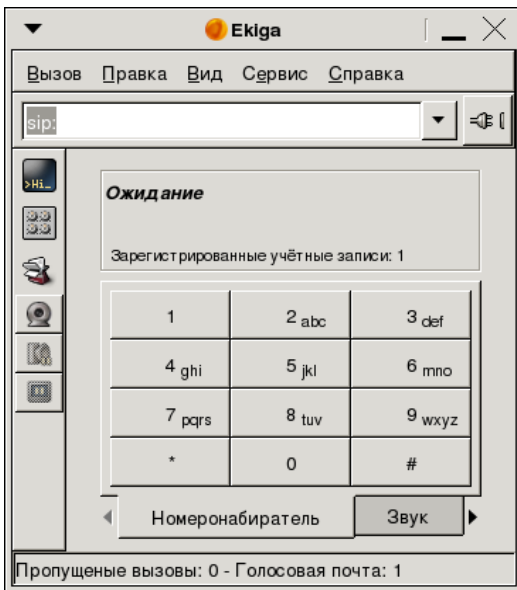 Ekiga
Вызов Правка Вид Сервис Справка
sip:
>Hi_
Ожидание
Зарегистрированные учётные записи: 1
1 2 abc 3 def
4 ghi 5 jkl 6 mno
7 pqrs 8 tuv 9 wxyz
* 0 #
Номеронабиратель Звук
Пропущеные вызовы: 0 - Голосовая почта: 1